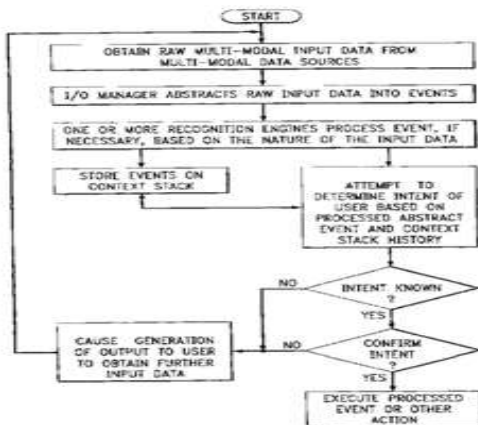 START
OBTAIN RAW MULTI-MODAL INPUT DATA FROM
MULTI-MODAL DATA SOURCES
I/O MANAGER ABSTRACTS RAW INPUT DATA INTO EVENTS
ONE OR MORE RECOGNITION ENGINES PROCESS EVENT, IF
NECESSARY, BASED ON THE NATURE OF THE INPUT DATA
STORE EVENTS ON
CONTEXT STACK
ATTEMPT TO
DETERMINE INTENT OF
USER BASED ON
PROCESSED ABSTRACT
EVENT AND CONTEXT
STACK HISTORY
NO
INTENT KNOWN
?
YES
CAUSE GENERATION
OF OUTPUT TO USER
TO OBTAIN FURTHER
INPUT DATA
NO
CONFIRM
INTENT
?
YES
EXECUTE PROCESSED
EVENT OR OTHER
ACTION